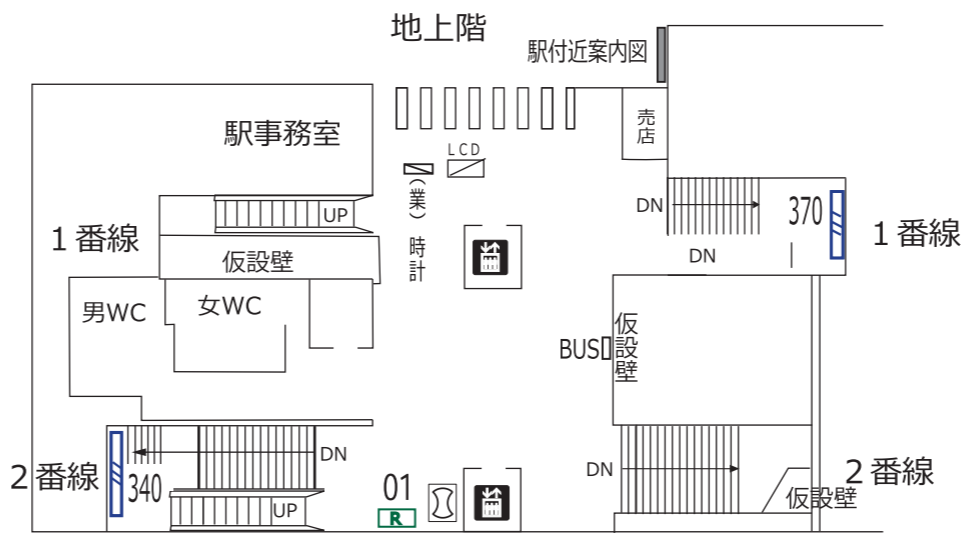 地上階
駅付近案内図
売店
駅事務室
LCD
(業)時計
UP
DN
370
1番線
1番線
DN
仮設壁
男WC
女WC
BUS
仮設壁
2番線
340
DN
UP
01
R
DN
2番線
仮設壁